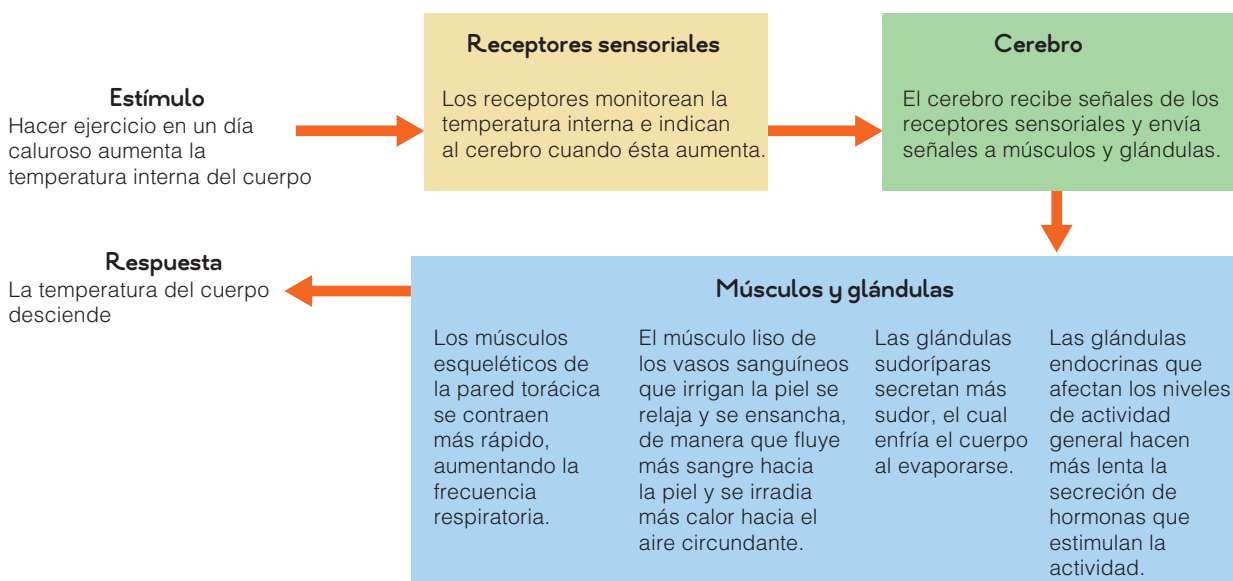 Estímulo
Hacer ejercicio en un día
caluroso aumenta la
temperatura interna del cuerpo
Receptores sensoriales
Los receptores monitorean la
temperatura interna e indican
al cerebro cuando ésta aumenta.
Cerebro
El cerebro recibe señales de los
receptores sensoriales y envía
señales a músculos y glándulas.
Respuesta
La temperatura del cuerpo
desciende
Músculos y glándulas
Los músculos
esqueléticos de
la pared torácica
se contraen
más rápido,
aumentando la
frecuencia
respiratoria.
El músculo liso de
los vasos sanguíneos
que irrigan la piel se
relaja y se ensancha,
de manera que fluye
más sangre hacia
la piel y se irradia
más calor hacia el
aire circundante.
Las glándulas
sudoríparas
secretan más
sudor, el cual
enfría el cuerpo
al evaporarse.
Las glándulas
endocrinas que
afectan los niveles
de actividad
general hacen
más lenta la
secreción de
hormonas que
estimulan la
actividad.